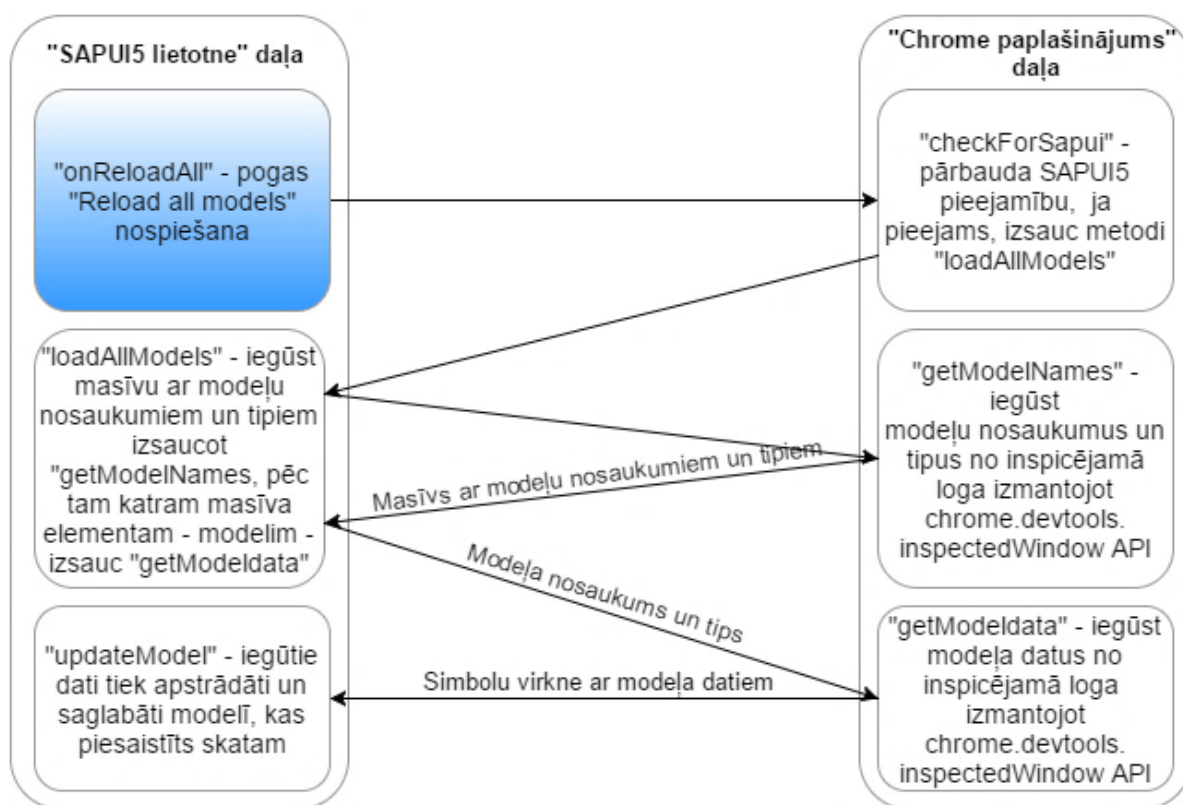 "SAPUI5 lietotne" daļa
"onReloadAll" - pogas
"Reload all models"
nospiešana
"loadAllModels" - iegūst
masīvu ar modeļu
nosaukumiem un tipiem
izsaucot
"getModelNames, pēc
tam katram masīva
elementam - modelim -
izsauc "getModeldata"
"updateModel" - iegūtie
dati tiek apstrādāti un
saglabāti modelī, kas
piesaistīts skatam
Masīvs ar modeļu nosaukumiem un tipiem
Modeļa nosaukums un tips
Simbolu virkne ar modeļa datiem
"Chrome paplašinājums"
daļa
"checkForSapui" -
pārbauda SAPUI5
pieejamību, ja
pieejams, izsauc metodi
"loadAllModels"
"getModelNames" -
iegūst
modeļu nosaukumus un
tipus no inspicējamā
loga izmantojot
chrome.devtools.
inspectedWindow API
"getModeldata" - iegūst
modeļa datus no
inspicējamā loga
izmantojot
chrome.devtools.
inspectedWindow API